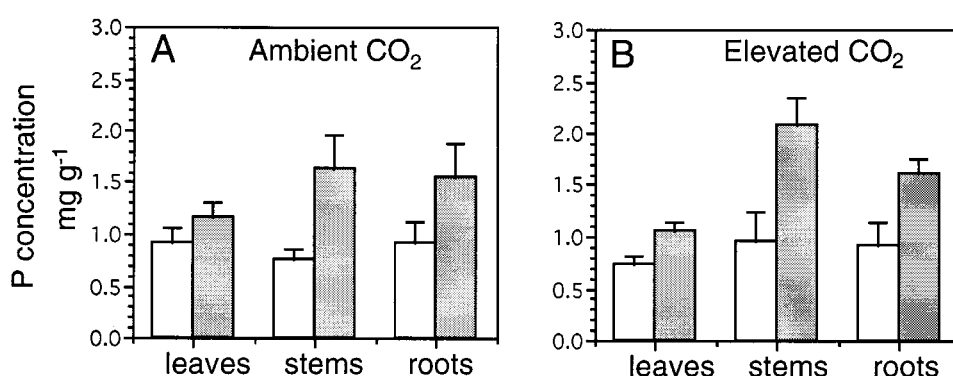 P concentration
mg g⁻¹
A
Ambient CO₂
3.0
2.5
2.0
1.5
1.0
0.5
0.0
leaves stems roots
B
Elevated CO₂
3.0
2.5
2.0
1.5
1.0
0.5
0.0
leaves stems roots